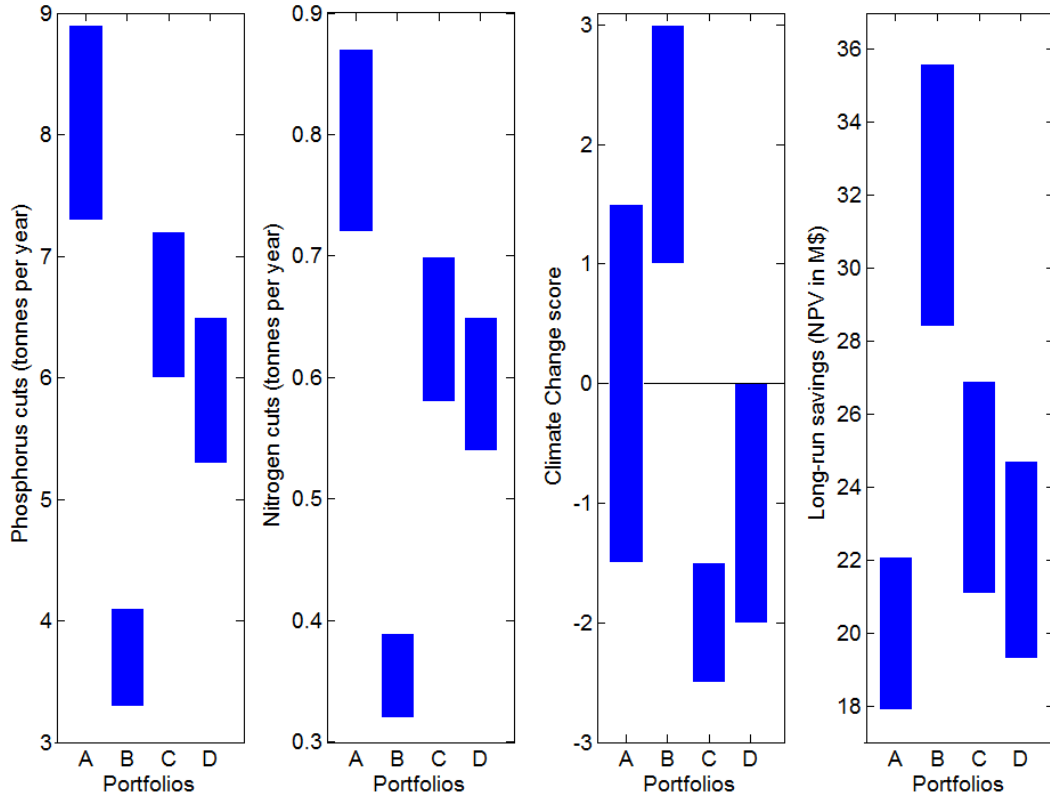 Phosphorus cuts (tonnes per year)
9
8
7
6
5
4
3
A B C D
Portfolios
Nitrogen cuts (tonnes per year)
0.9
0.8
0.7
0.6
0.5
0.4
0.3
A B C D
Portfolios
Climate Change score
3
2
1
0
-1
-2
-3
A B C D
Portfolios
Long-run savings (NPV in M$)
36
34
32
30
28
26
24
22
20
18
A B C D
Portfolios